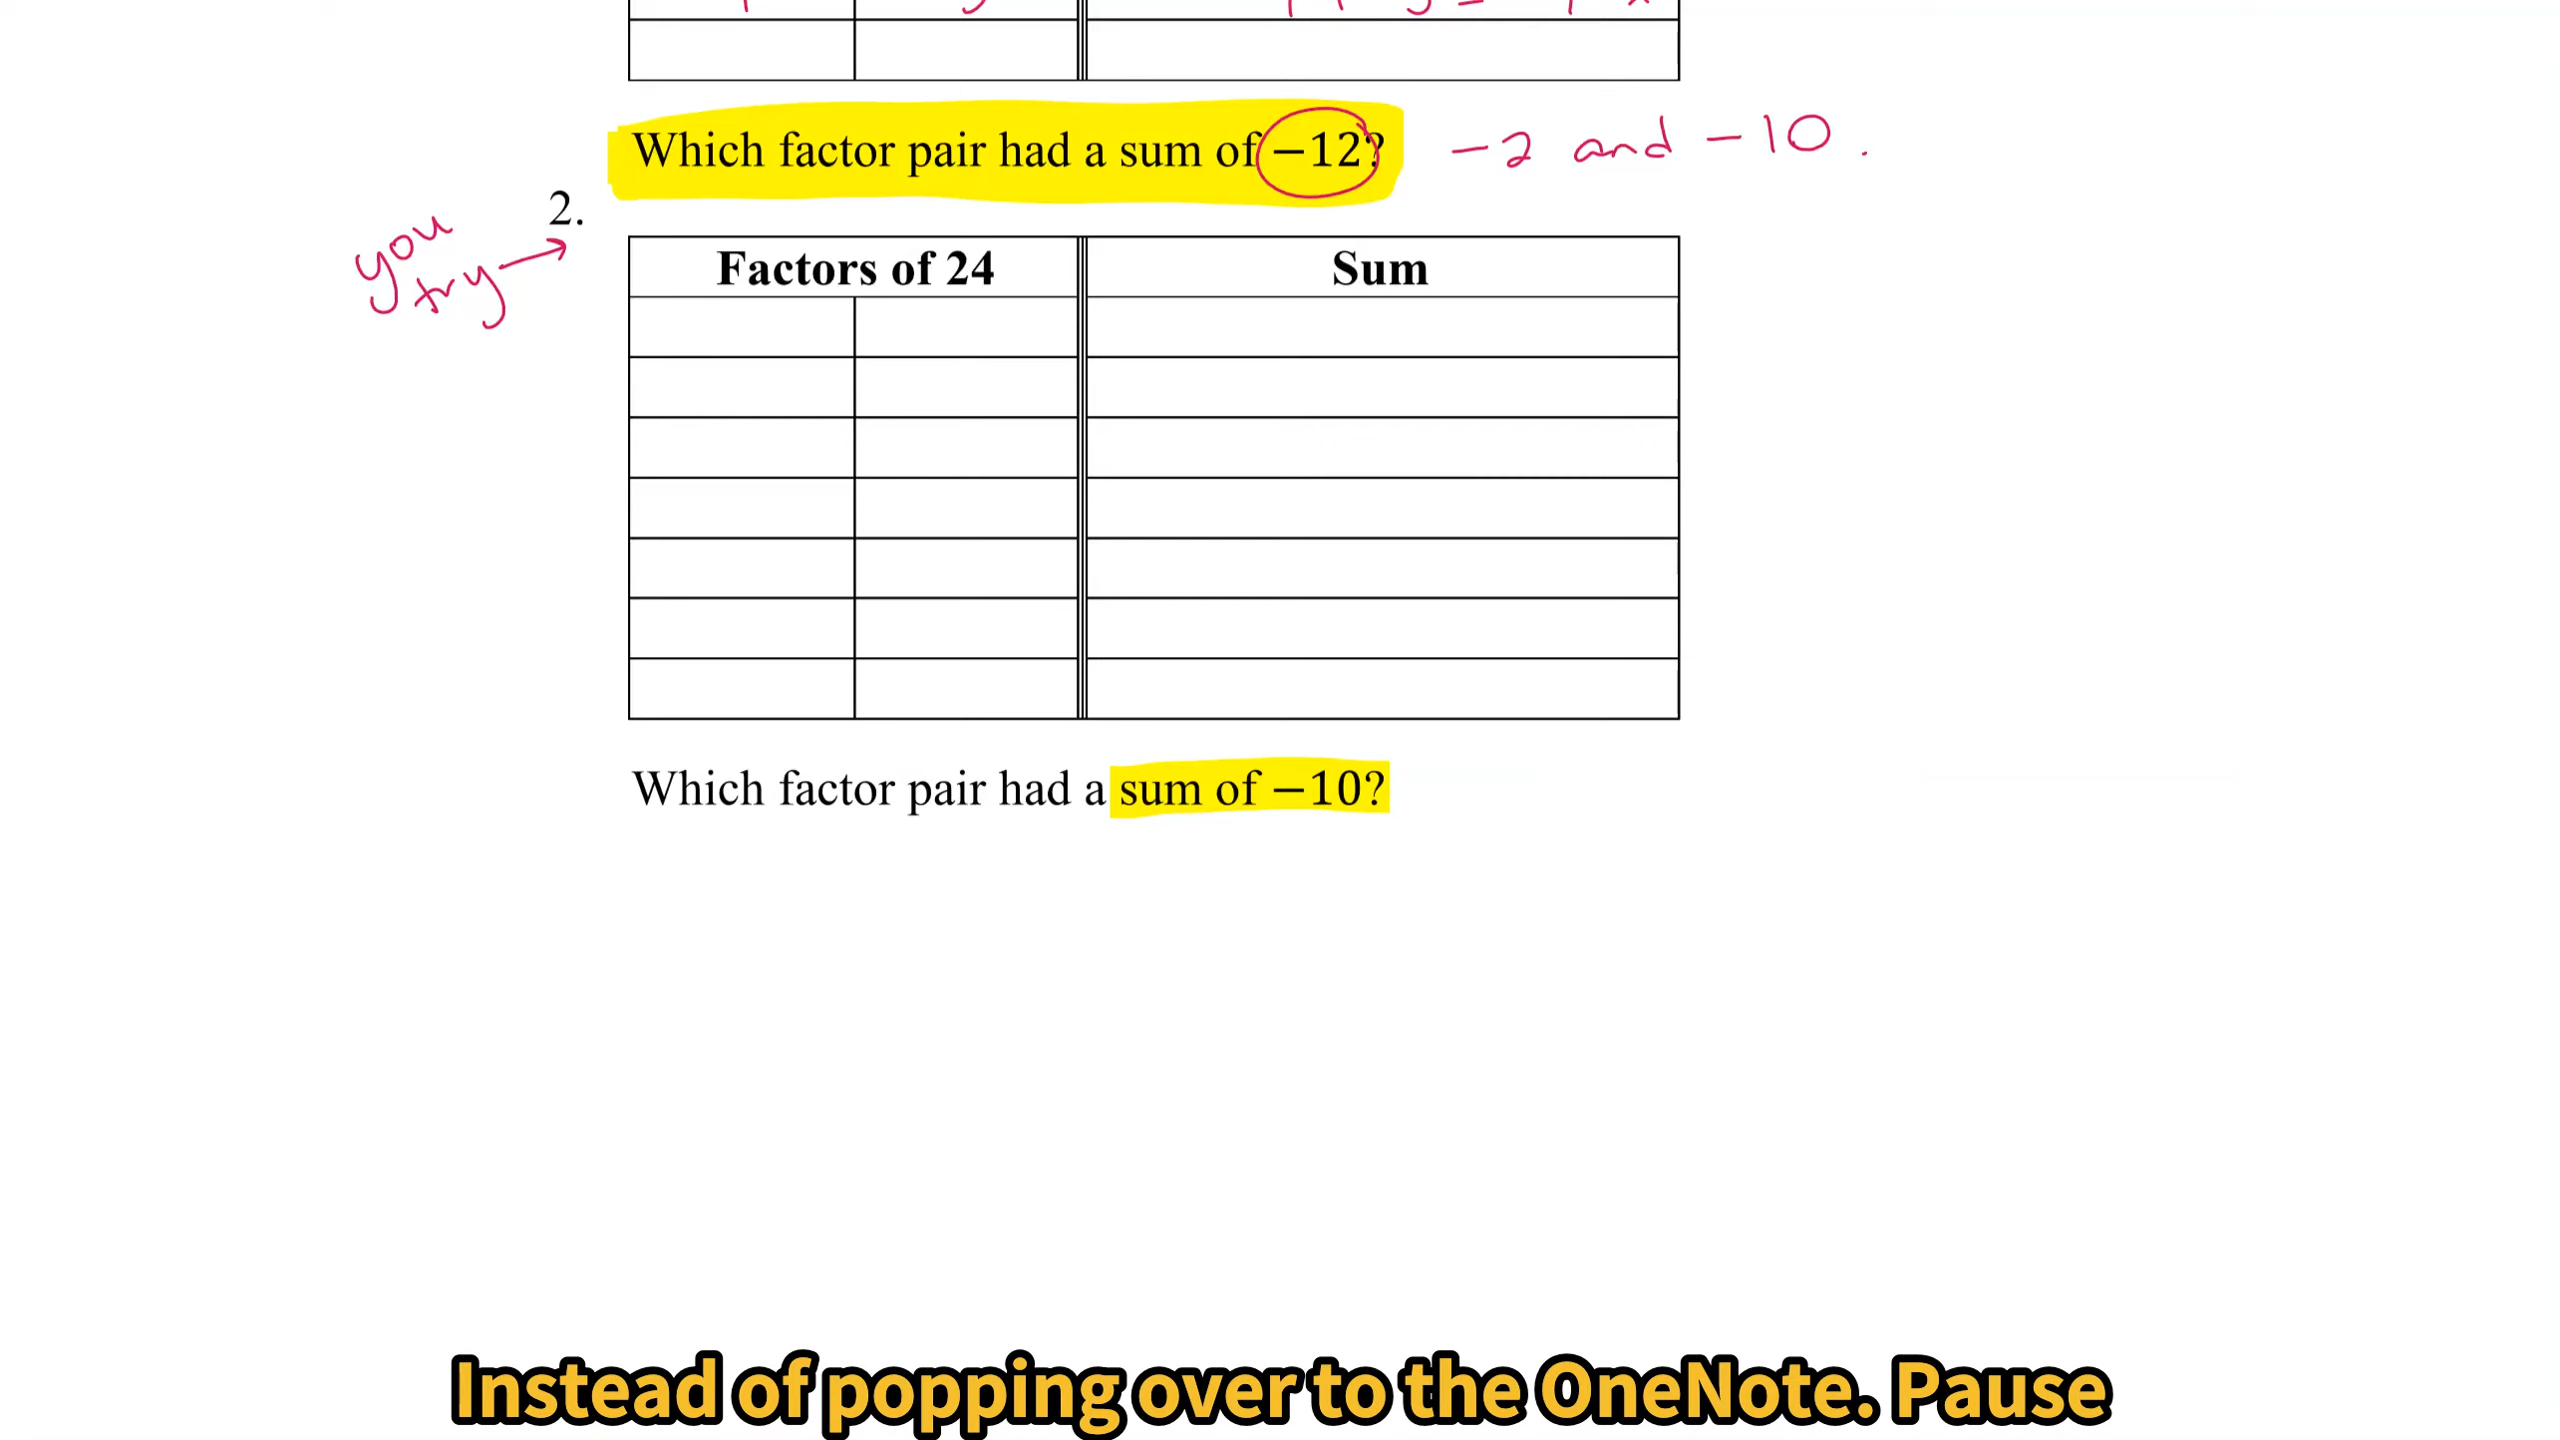 Which factor pair had a sum of −12? −2 and −10.
2.
you
try →
Factors of 24 Sum
Which factor pair had a sum of −10?
Instead of popping over to the OneNote. Pause